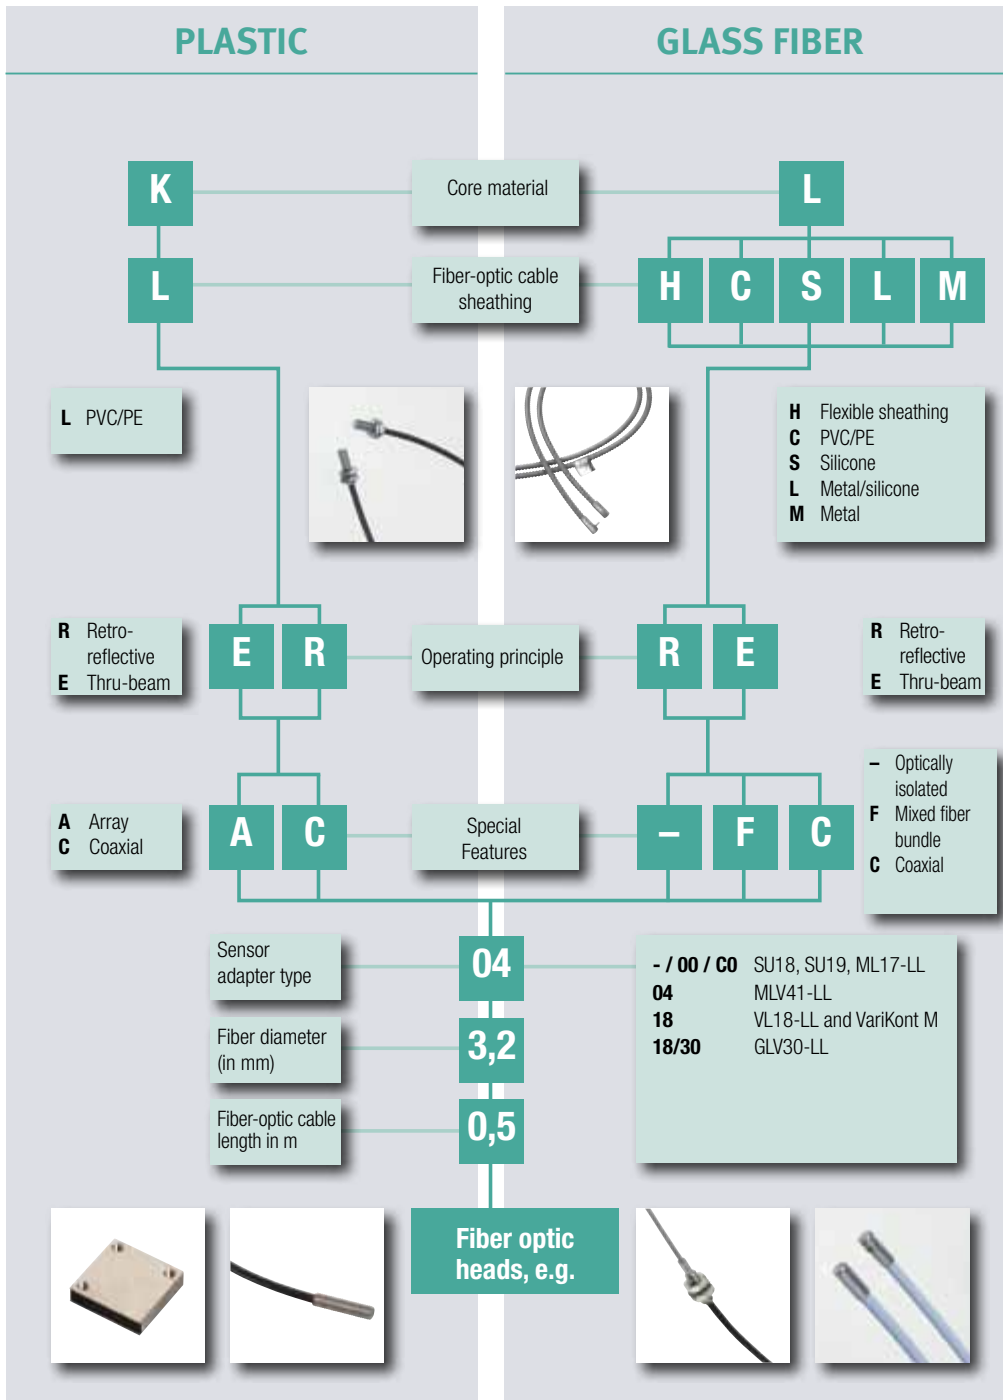 PLASTIC
GLASS FIBER
K
Core material
L
L
Fiber-optic cable
sheathing
H C S L M
L PVC/PE
H Flexible sheathing
C PVC/PE
S Silicone
L Metal/silicone
M Metal
R Retro-
reflective
E Thru-beam
E R
Operating principle
R E
R Retro-
reflective
E Thru-beam
A Array
C Coaxial
A C
Special
Features
– F C
– Optically
isolated
F Mixed fiber
bundle
C Coaxial
Sensor
adapter type
04
- / 00 / C0 SU18, SU19, ML17-LL
04 MLV41-LL
18 VL18-LL and VariKont M
18/30 GLV30-LL
Fiber diameter
(in mm)
3,2
Fiber-optic cable
length in m
0,5
Fiber optic
heads, e.g.